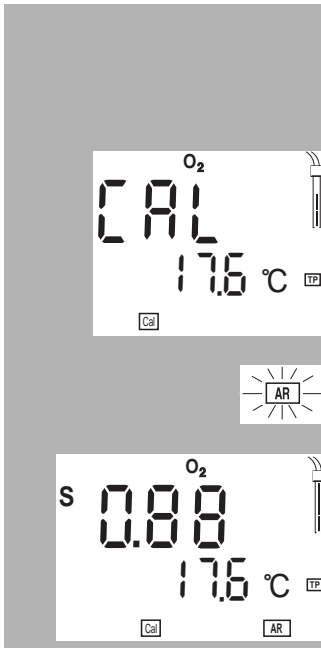 O₂
CAL
17.6 °C TP
Cal
AR
O₂
S 0.88
17.6 °C TP
Cal AR